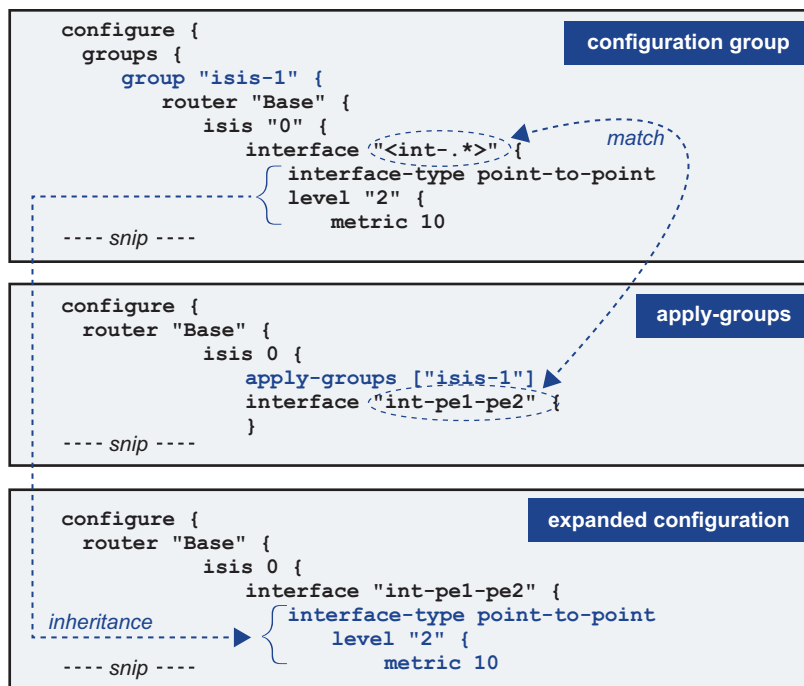 configure {
configuration group
groups {
group "isis-1" {
router "Base" {
isis "0" {
interface "<int-.*>" {
match
interface-type point-to-point
level "2" {
metric 10
---- snip ----
configure {
apply-groups
router "Base" {
isis 0 {
apply-groups ["isis-1"]
interface "int-pe1-pe2" {
}
---- snip ----
configure {
expanded configuration
router "Base" {
isis 0 {
interface "int-pe1-pe2" {
inheritance
interface-type point-to-point
level "2" {
metric 10
---- snip ----